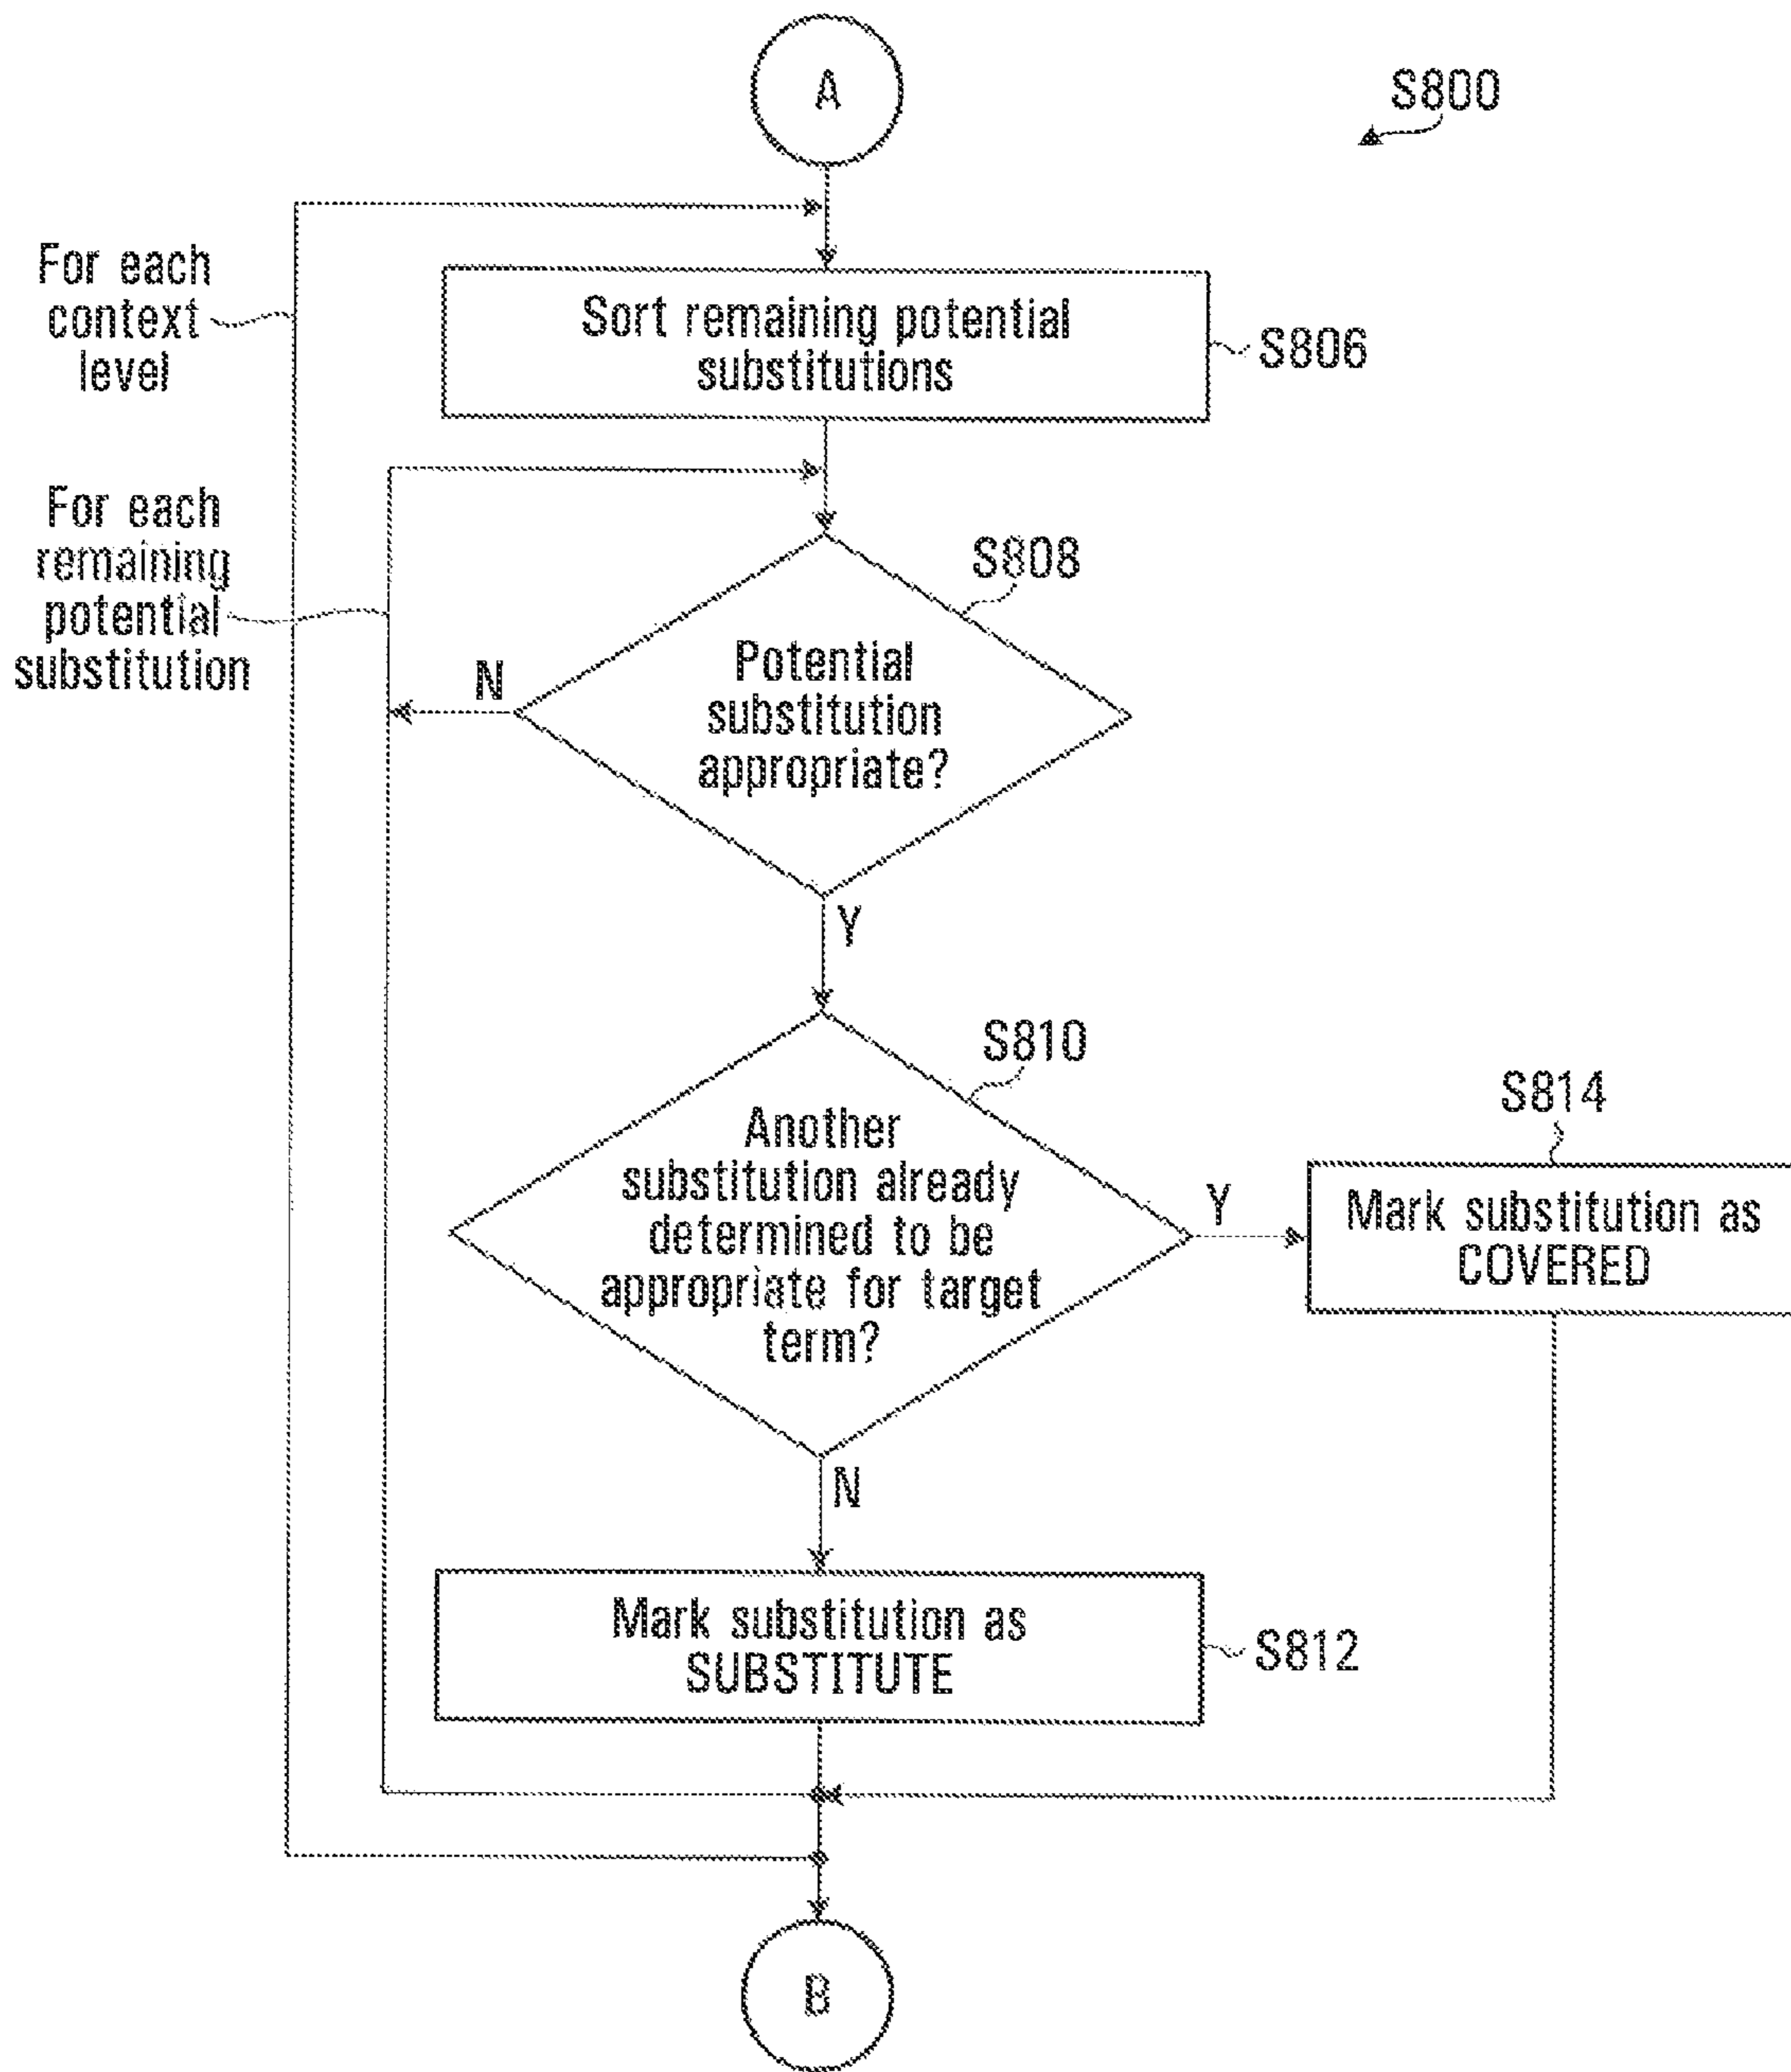 A
S800
For each
context
level
Sort remaining potential
substitutions
S806
For each
remaining
potential
substitution
S808
N
Potential
substitution
appropriate?
Y
S810
Another
substitution already
determined to be
appropriate for target
term?
Y
S814
Mark substitution as
COVERED
N
Mark substitution as
SUBSTITUTE
S812
B